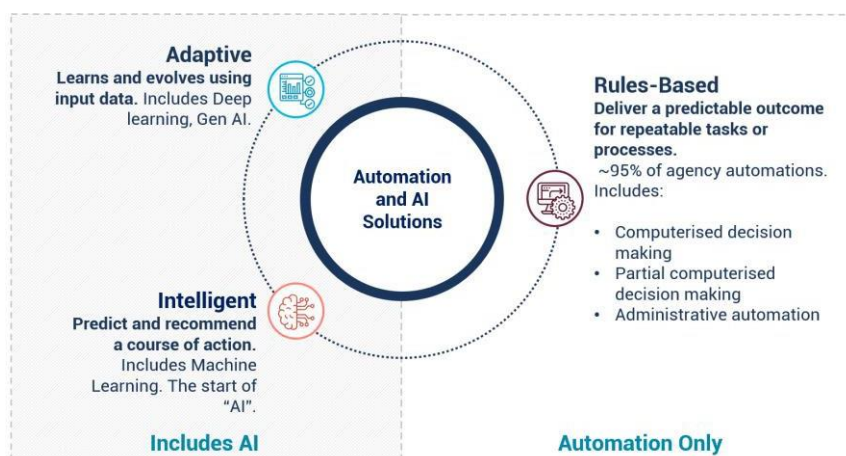 Adaptive
Learns and evolves using
input data. Includes Deep
learning, Gen AI.
Automation
and AI
Solutions
Intelligent
Predict and recommend
a course of action.
Includes Machine
Learning. The start of
“AI”.
Includes AI
Rules-Based
Deliver a predictable outcome
for repeatable tasks or
processes.
~95% of agency automations.
Includes:
• Computerised decision
making
• Partial computerised
decision making
• Administrative automation
Automation Only